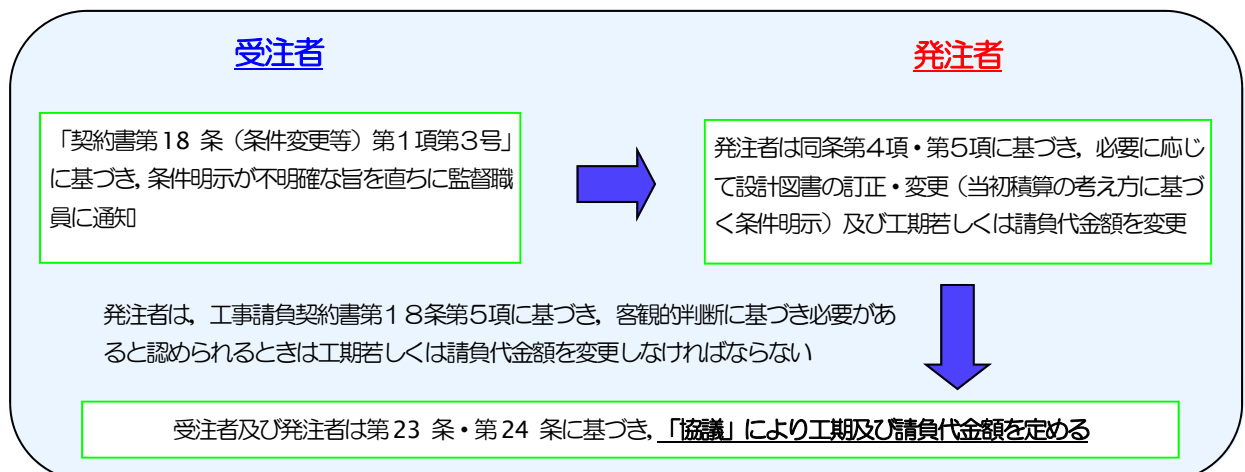 受注者
発注者
「契約書第18 条（条件変更等）第1項第3号」
に基づき，条件明示が不明確な旨を直ちに監督職
員に通知
発注者は同条第4項・第5項に基づき，必要に応じ
て設計図書の訂正・変更（当初積算の考え方に基づ
く条件明示）及び工期若しくは請負代金額を変更
発注者は，工事請負契約書第１８条第５項に基づき，客観的判断に基づき必要があ
ると認められるときは工期若しくは請負代金額を変更しなければならない
受注者及び発注者は第23 条・第24 条に基づき，「協議」により工期及び請負代金額を定める